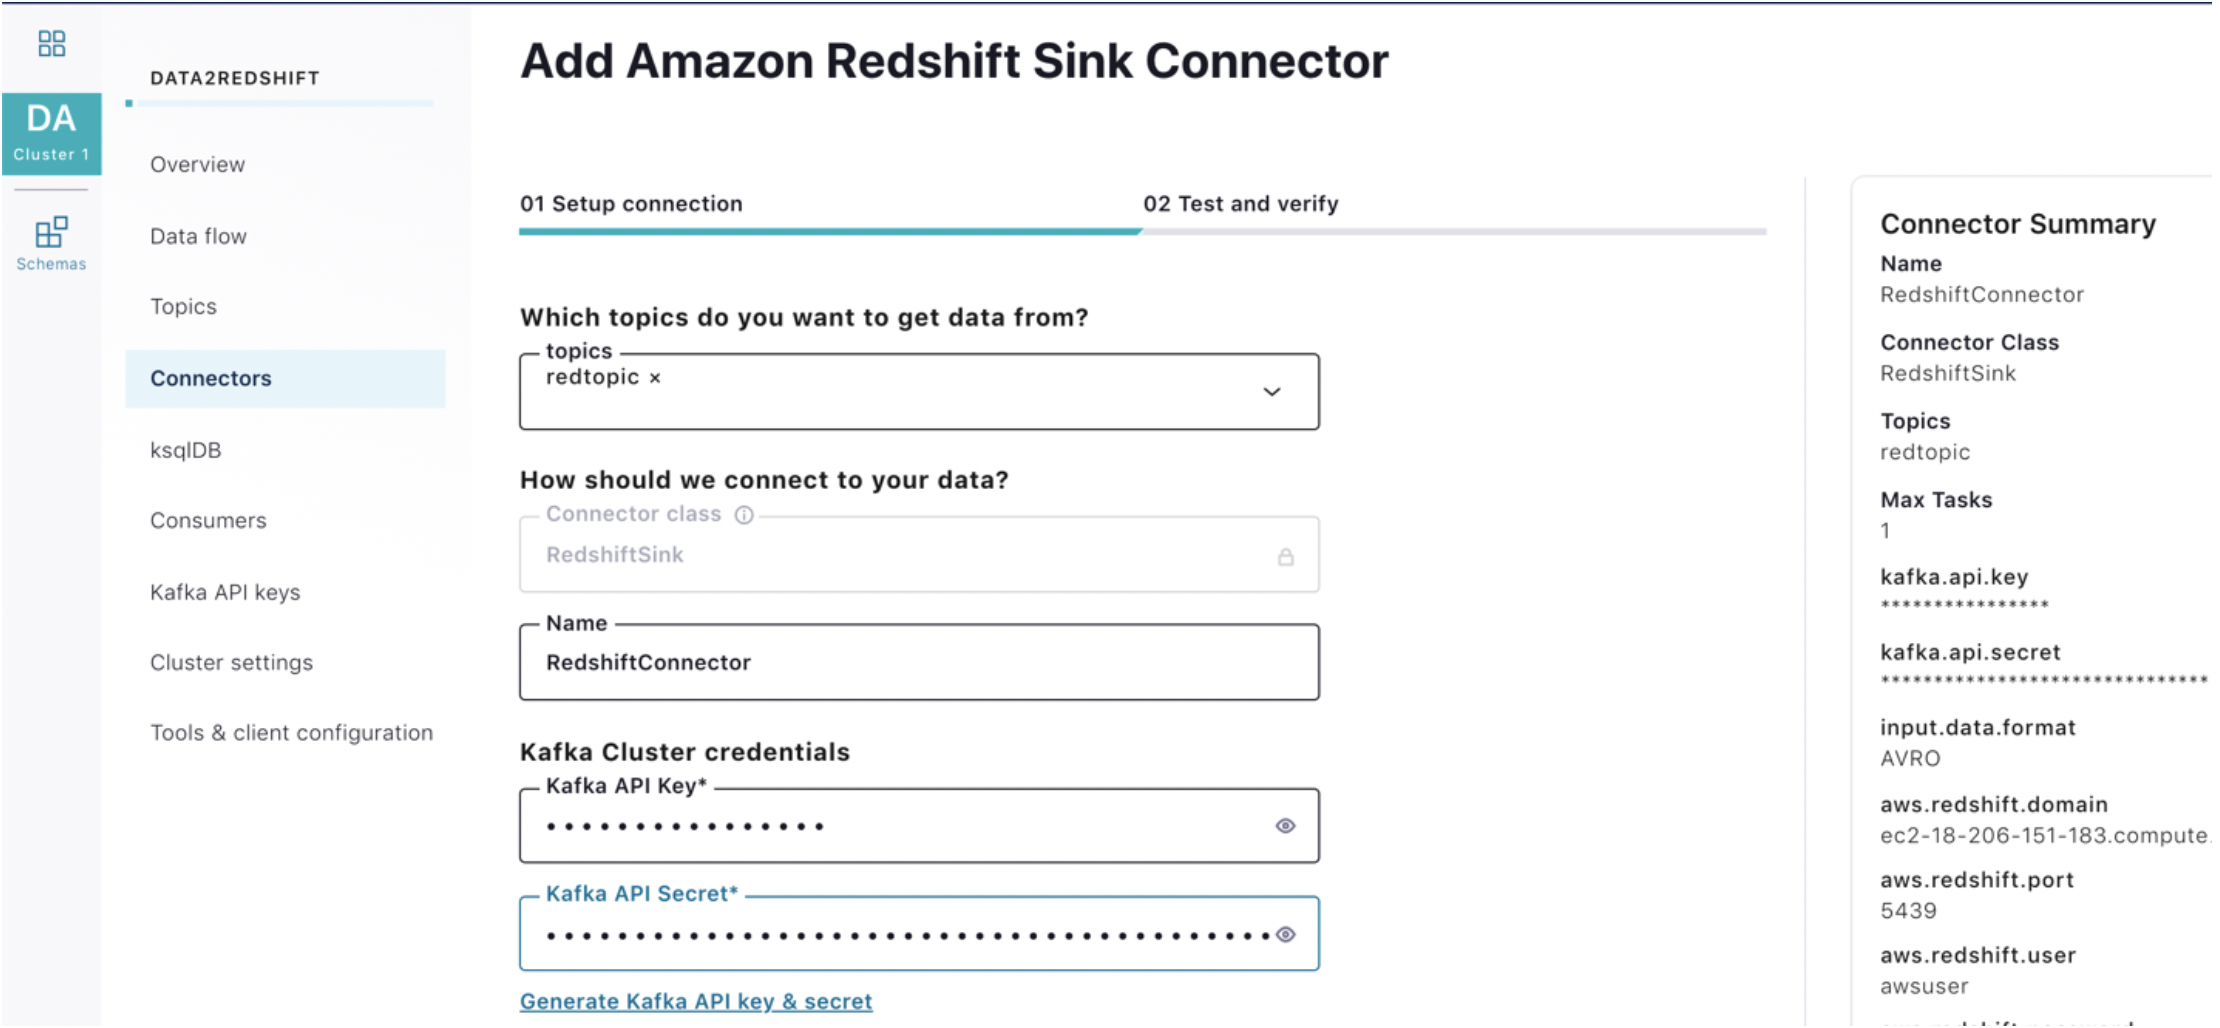 DA
Cluster 1
Schemas
DATA2REDSHIFT
Overview
Data flow
Topics
Connectors
ksqlDB
Consumers
Kafka API keys
Cluster settings
Tools & client configuration
Add Amazon Redshift Sink Connector
01 Setup connection
02 Test and verify
Which topics do you want to get data from?
topics
redtopic ×
How should we connect to your data?
Connector class
RedshiftSink
Name
RedshiftConnector
Kafka Cluster credentials
Kafka API Key*
••••••••••••••••
Kafka API Secret*
•••••••••••••••••••••••••••••••••••••••••
Generate Kafka API key & secret
Connector Summary
Name
RedshiftConnector
Connector Class
RedshiftSink
Topics
redtopic
Max Tasks
1
kafka.api.key
****************
kafka.api.secret
*******************************
input.data.format
AVRO
aws.redshift.domain
ec2-18-206-151-183.compute.
aws.redshift.port
5439
aws.redshift.user
awsuser